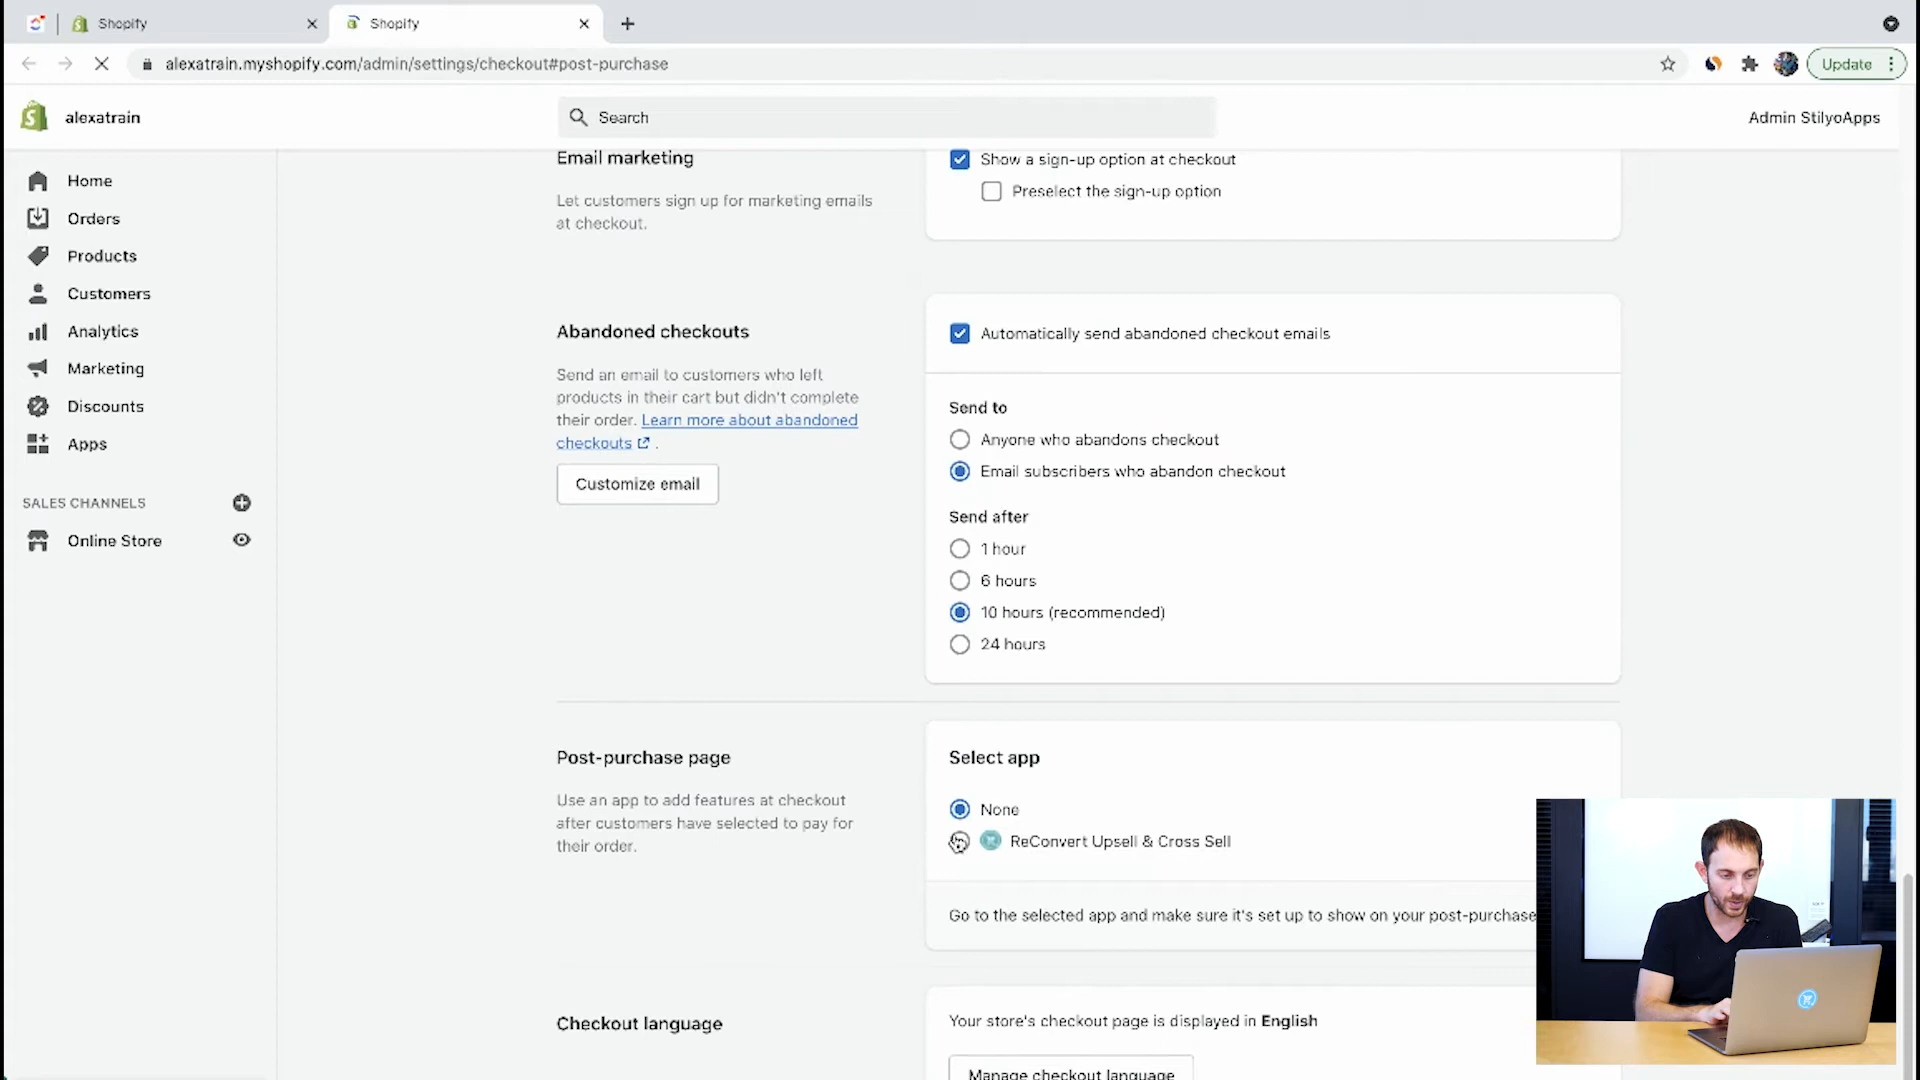 Shopify
Shopify
alexatrain.myshopify.com/admin/settings/checkout#post-purchase
Update
alexatrain
Search
Admin StilyoApps
Home
Orders
Products
Customers
Analytics
Marketing
Discounts
Apps
SALES CHANNELS
Online Store
Email marketing
Let customers sign up for marketing emails
at checkout.
Show a sign-up option at checkout
Preselect the sign-up option
Abandoned checkouts
Send an email to customers who left
products in their cart but didn't complete
their order. Learn more about abandoned
checkouts .
Customize email
Automatically send abandoned checkout emails
Send to
Anyone who abandons checkout
Email subscribers who abandon checkout
Send after
1 hour
6 hours
10 hours (recommended)
24 hours
Post-purchase page
Use an app to add features at checkout
after customers have selected to pay for
their order.
Select app
None
ReConvert Upsell & Cross Sell
Go to the selected app and make sure it's set up to show on your post-purchase
Checkout language
Your store's checkout page is displayed in English
Manage checkout language